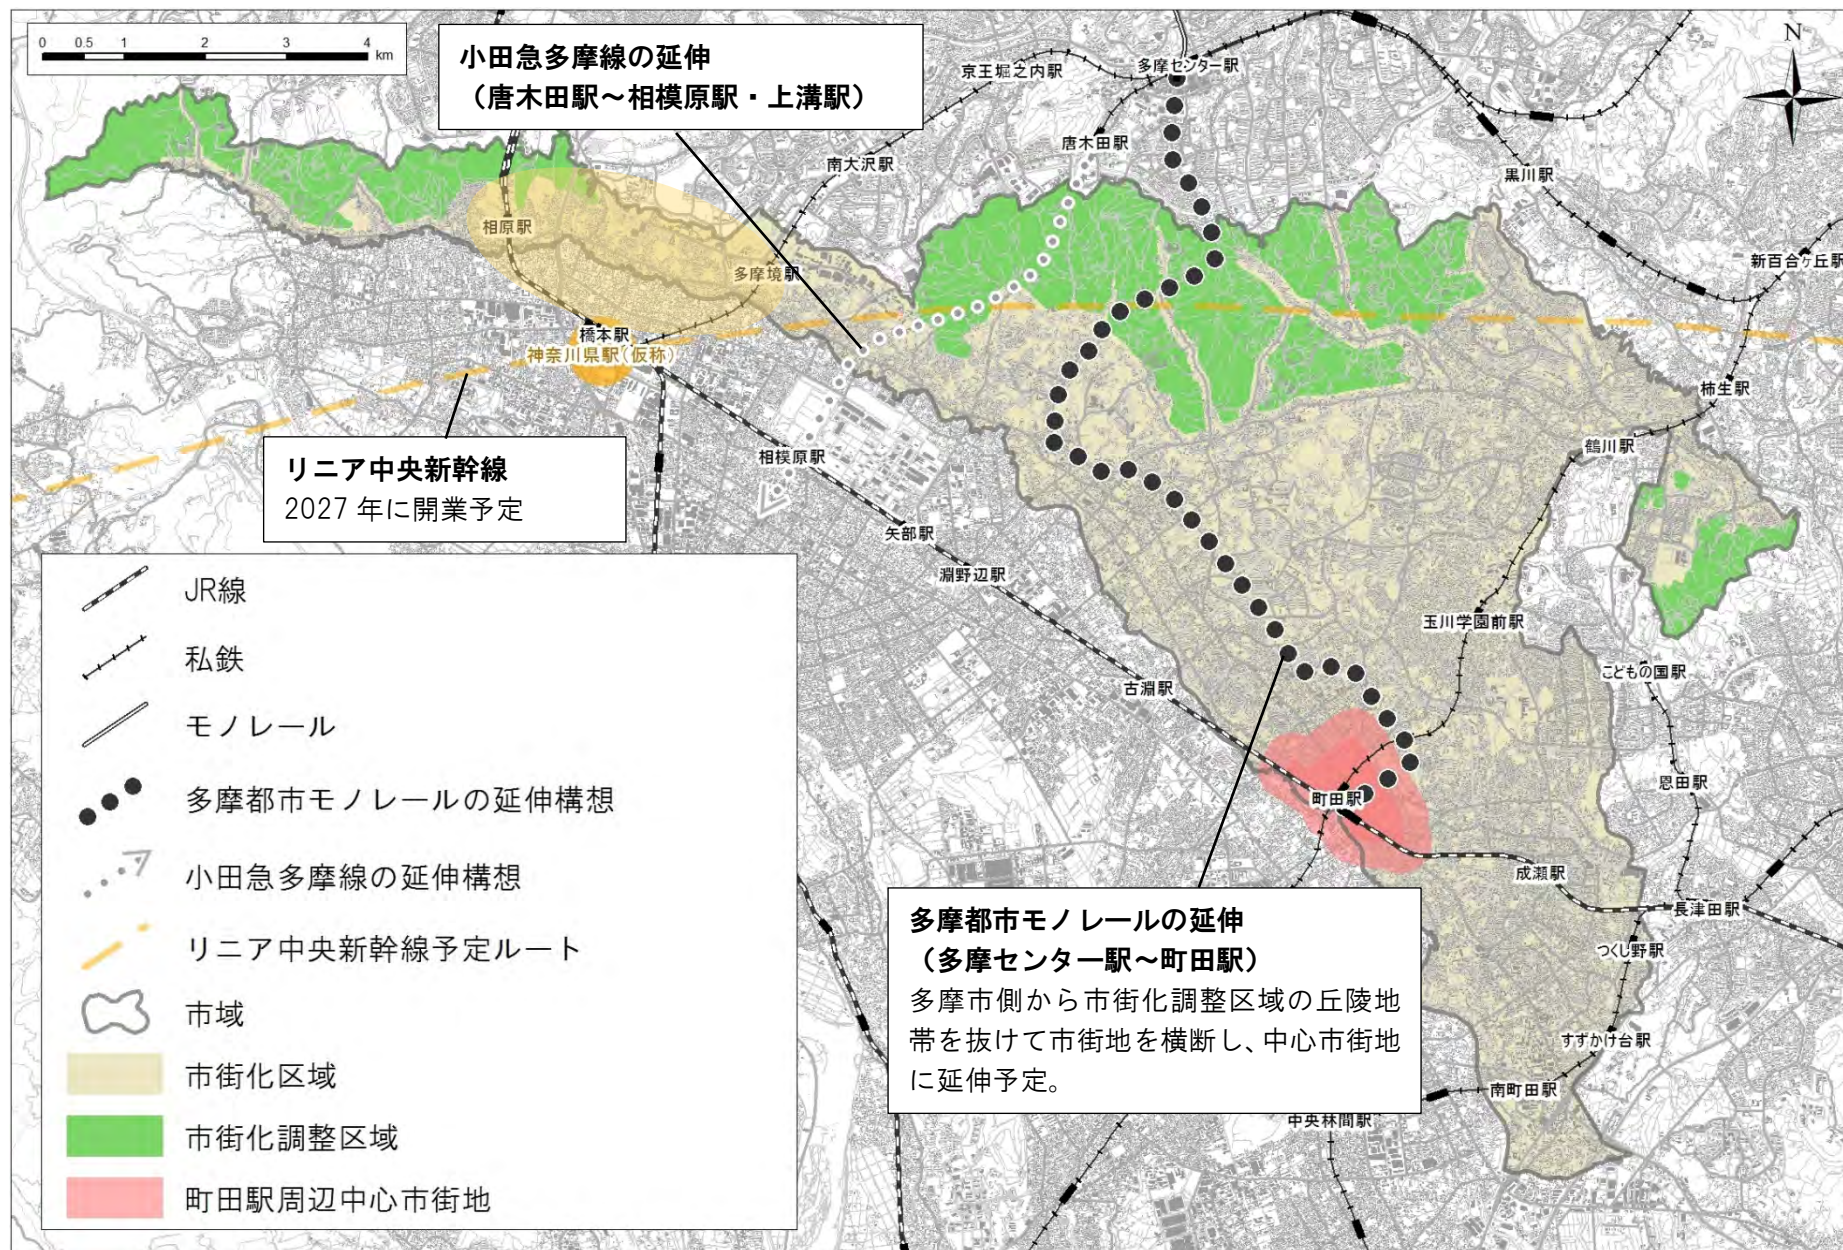 0 0.5 1 2 3 4
km
N
小田急多摩線の延伸
（唐木田駅～相模原駅・上溝駅）
京王堀之内駅
多摩センター駅
唐木田駅
南大沢駅
黒川駅
新百合ヶ丘駅
相原駅
多摩境駅
橋本駅
神奈川県駅(仮称)
柿生駅
鶴川駅
リニア中央新幹線
2027 年に開業予定
相模原駅
矢部駅
淵野辺駅
玉川学園前駅
こどもの国駅
古淵駅
恩田駅
町田駅
成瀬駅
長津田駅
つくし野駅
すずかけ台駅
南町田駅
中央林間駅
多摩都市モノレールの延伸
（多摩センター駅～町田駅）
多摩市側から市街化調整区域の丘陵地
帯を抜けて市街地を横断し、中心市街地
に延伸予定。
JR線
私鉄
モノレール
多摩都市モノレールの延伸構想
小田急多摩線の延伸構想
リニア中央新幹線予定ルート
市域
市街化区域
市街化調整区域
町田駅周辺中心市街地